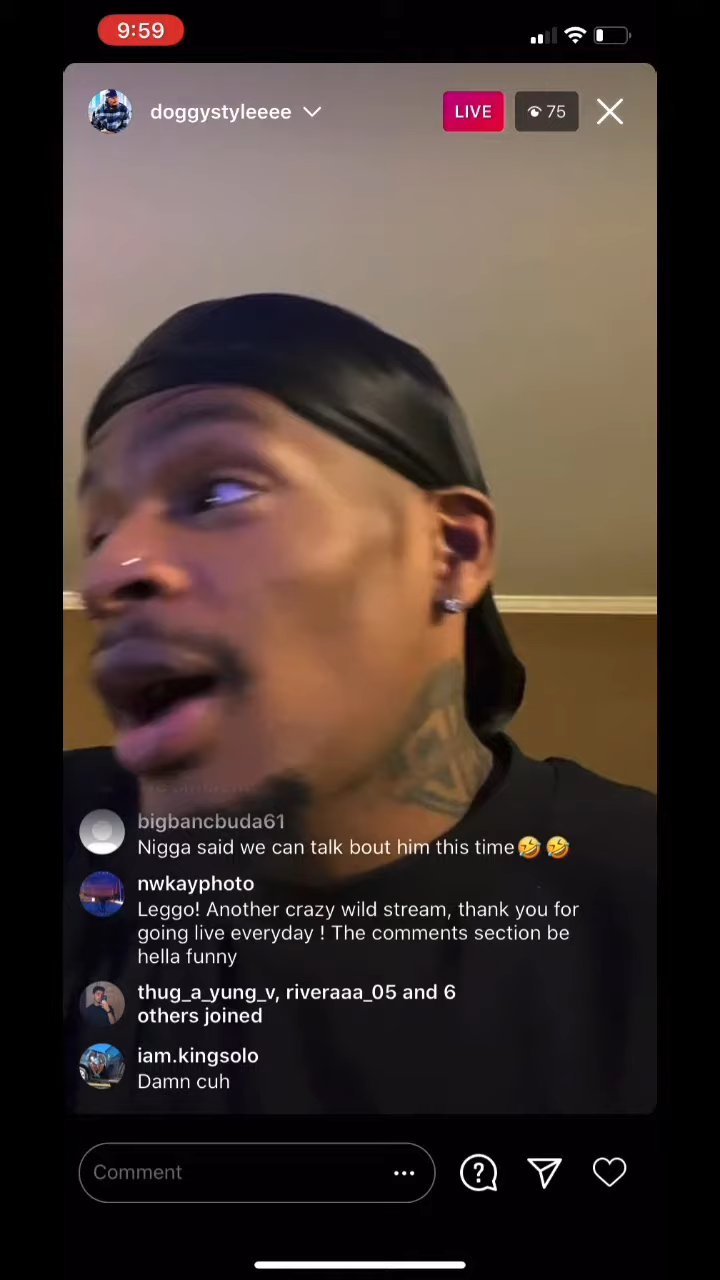 9:59
doggystyleeee
LIVE
75
bigbancbuda61
Nigga said we can talk bout him this time🤣🤣
nwkayphoto
Leggo! Another crazy wild stream, thank you for
going live everyday ! The comments section be
hella funny
thug_a_yung_v, riveraaa_05 and 6
others joined
iam.kingsolo
Damn cuh
Comment